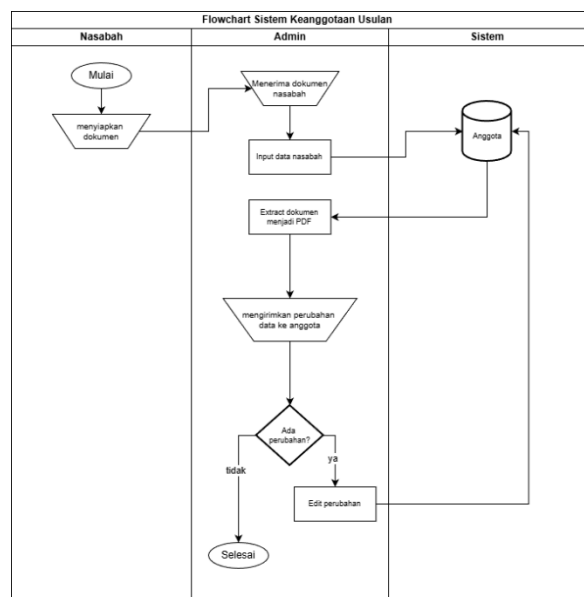 Flowchart Sistem Keanggotaan Usulan
Nasabah
Admin
Sistem
Mulai
menyiapkan
dokumen
Menerima dokumen
nasabah
Input data nasabah
Anggota
Extract dokumen
menjadi PDF
mengirimkan perubahan
data ke anggota
Ada
perubahan?
tidak
ya
Edit perubahan
Selesai